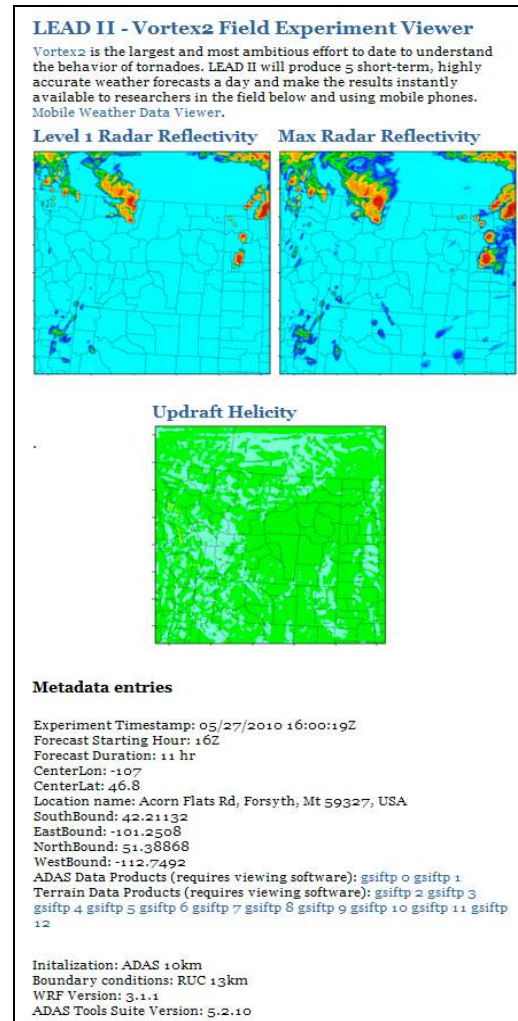 LEAD II - Vortex2 Field Experiment Viewer
Vortex2 is the largest and most ambitious effort to date to understand
the behavior of tornadoes. LEAD II will produce 5 short-term, highly
accurate weather forecasts a day and make the results instantly
available to researchers in the field below and using mobile phones.
Mobile Weather Data Viewer.
Level 1 Radar Reflectivity Max Radar Reflectivity
Updraft Helicity
.
Metadata entries
Experiment Timestamp: 05/27/2010 16:00:19Z
Forecast Starting Hour: 16Z
Forecast Duration: 11 hr
CenterLon: -107
CenterLat: 46.8
Location name: Acorn Flats Rd, Forsyth, Mt 59327, USA
SouthBound: 42.21132
EastBound: -101.2508
NorthBound: 51.38868
WestBound: -112.7492
ADAS Data Products (requires viewing software): gsiftp 0 gsiftp 1
Terrain Data Products (requires viewing software): gsiftp 2 gsiftp 3
gsiftp 4 gsiftp 5 gsiftp 6 gsiftp 7 gsiftp 8 gsiftp 9 gsiftp 10 gsiftp 11 gsiftp
12
Initalization: ADAS 10km
Boundary conditions: RUC 13km
WRF Version: 3.1.1
ADAS Tools Suite Version: 5.2.10